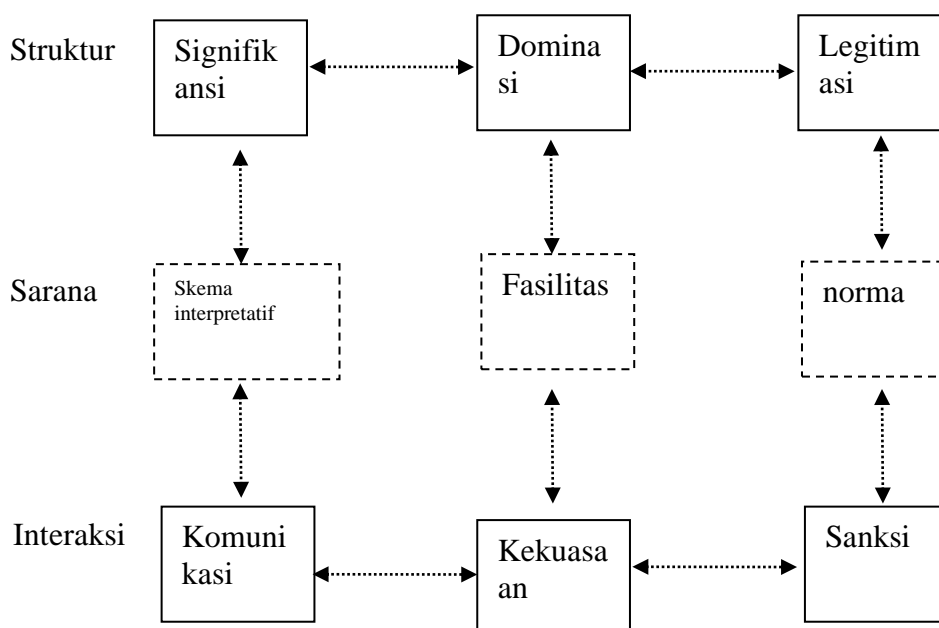 Struktur
Signifik
ansi
Domina
si
Legitim
asi
Sarana
Skema
interpretatif
Fasilitas
norma
Interaksi
Komuni
kasi
Kekuasa
an
Sanksi